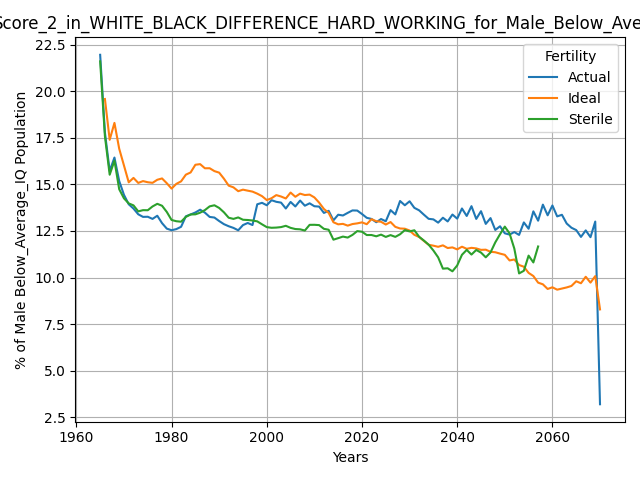 Score_2_in_WHITE_BLACK_DIFFERENCE_HARD_WORKING_for_Male_Below_Ave
Fertility
Actual
Ideal
Sterile
% of Male Below_Average_IQ Population
22.5
20.0
17.5
15.0
12.5
10.0
7.5
5.0
2.5
1960
1980
2000
2020
2040
2060
Years